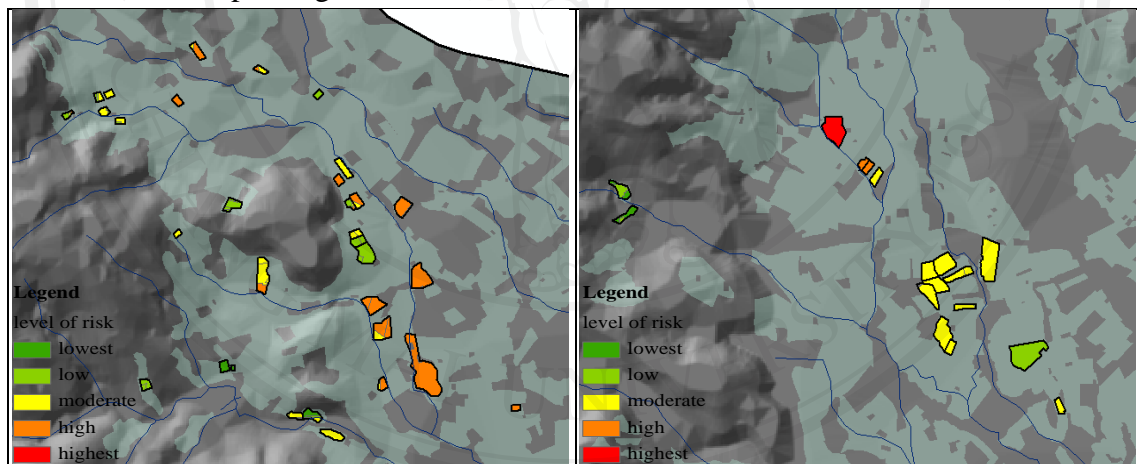 Legend
level of risk
lowest
low
moderate
high
highest
Legend
level of risk
lowest
low
moderate
high
highest